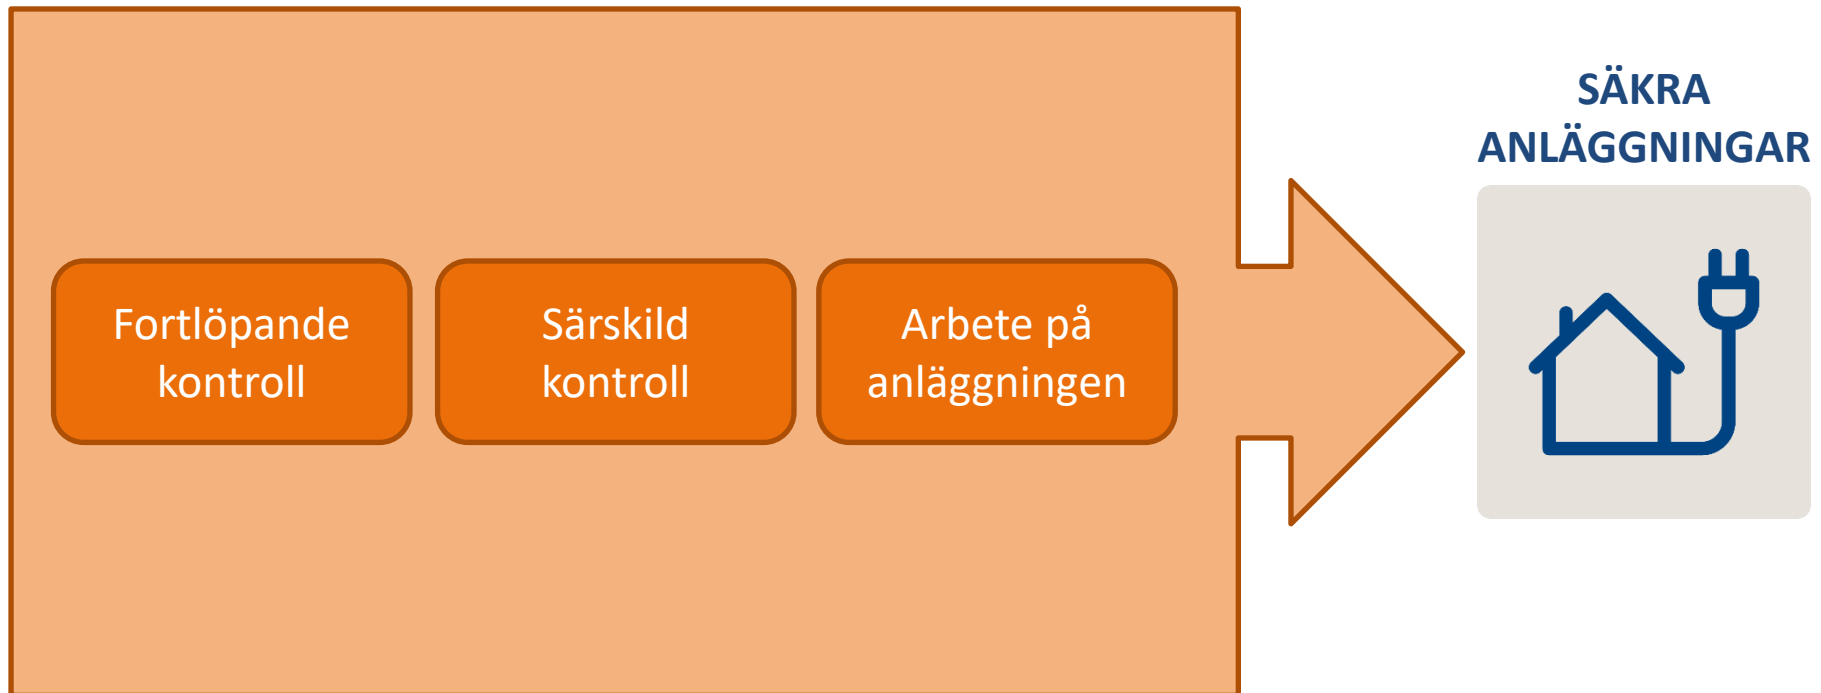 SÄKRA
ANLÄGGNINGAR
Fortlöpande
kontroll
Särskild
kontroll
Arbete på
anläggningen